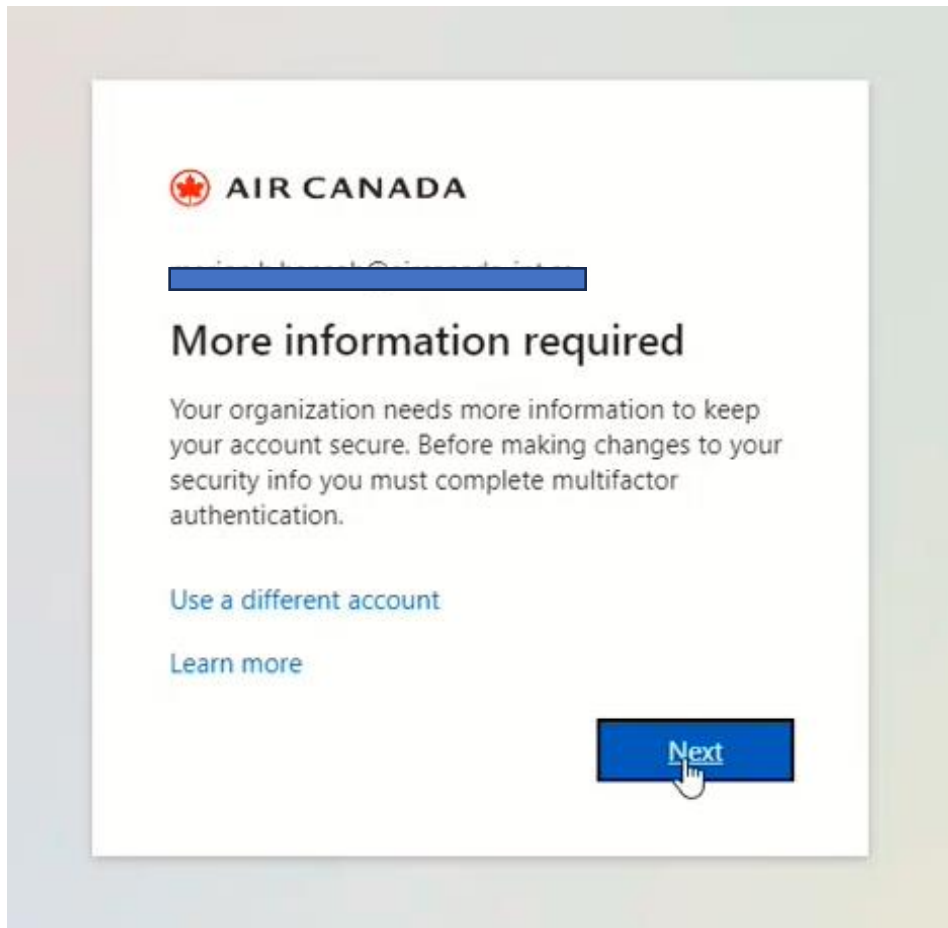 AIR CANADA
More information required
Your organization needs more information to keep
your account secure. Before making changes to your
security info you must complete multifactor
authentication.
Use a different account
Learn more
Next